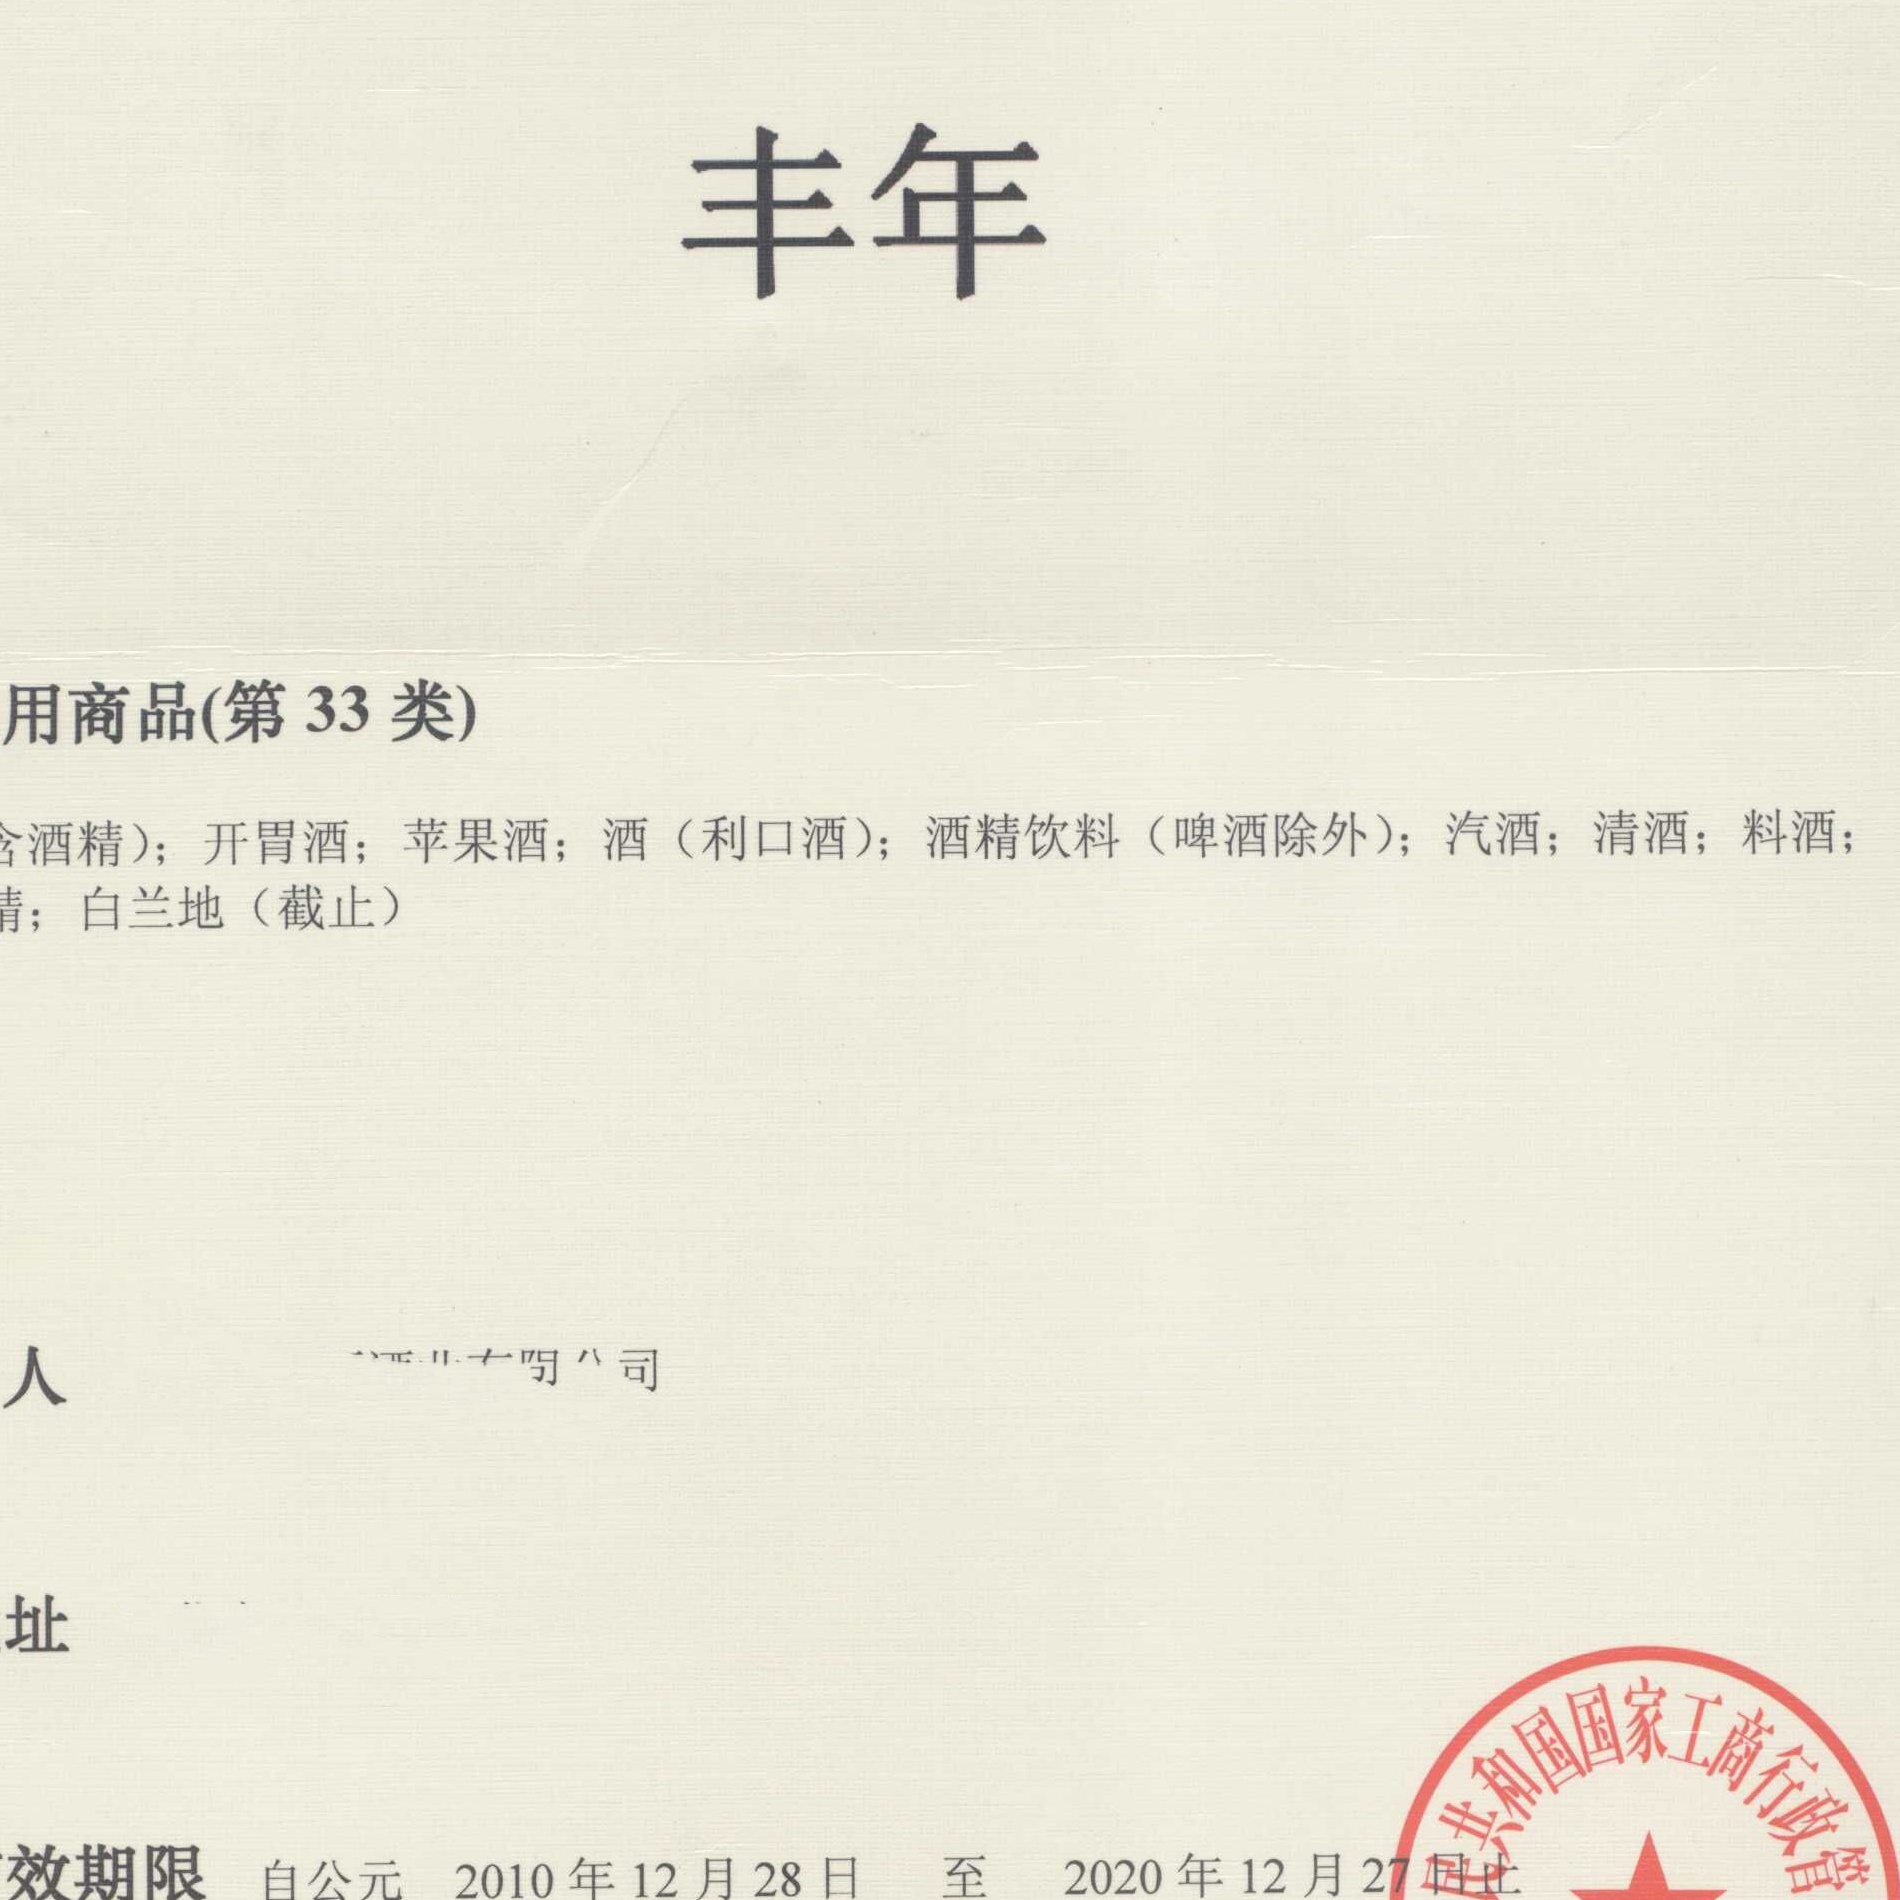 丰年
用商品(第 33 类)
含酒精)；开胃酒；苹果酒；酒（利口酒）；酒精饮料（啤酒除外）；汽酒；清酒；料酒；
精；白兰地（截止）
人 酒业有限公司
址
效期限 自公元 2010 年 12 月 28 日 至 2020 年 12 月 27 日止
民共和国国家工商行政管